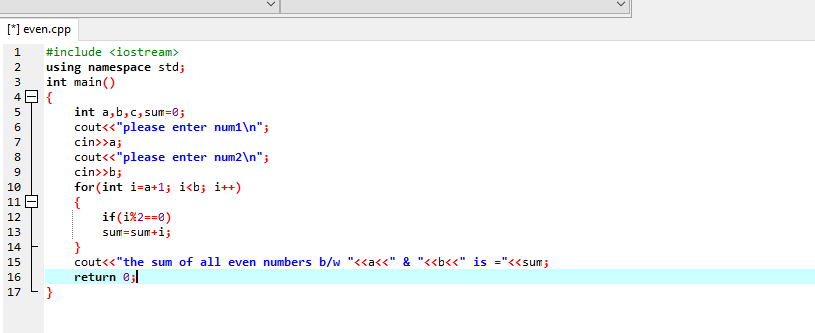 [*] even.cpp
1 #include <iostream>
2 using namespace std;
3 int main()
4 {
5 int a,b,c,sum=0;
6 cout<<"please enter num1\n";
7 cin>>a;
8 cout<<"please enter num2\n";
9 cin>>b;
10 for(int i=a+1; i<b; i++)
11 {
12 if(i%2==0)
13 sum=sum+i;
14 }
15 cout<<"the sum of all even numbers b/w "<<a<<" & "<<b<<" is ="<<sum;
16 return 0;
17 }